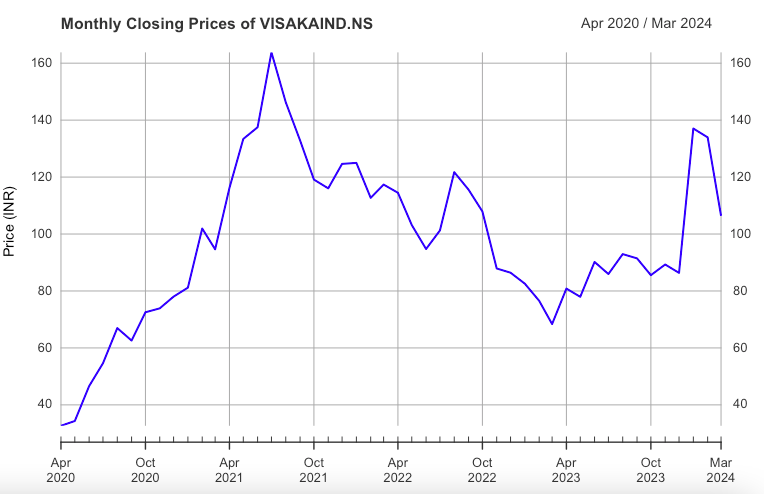 Monthly Closing Prices of VISAKAIND.NS
Apr 2020 / Mar 2024
160
160
140
140
120
120
100
100
80
80
60
60
40
40
Price (INR)
Apr Oct Apr Oct Apr Oct Apr Oct Mar
2020 2020 2021 2021 2022 2022 2023 2023 2024